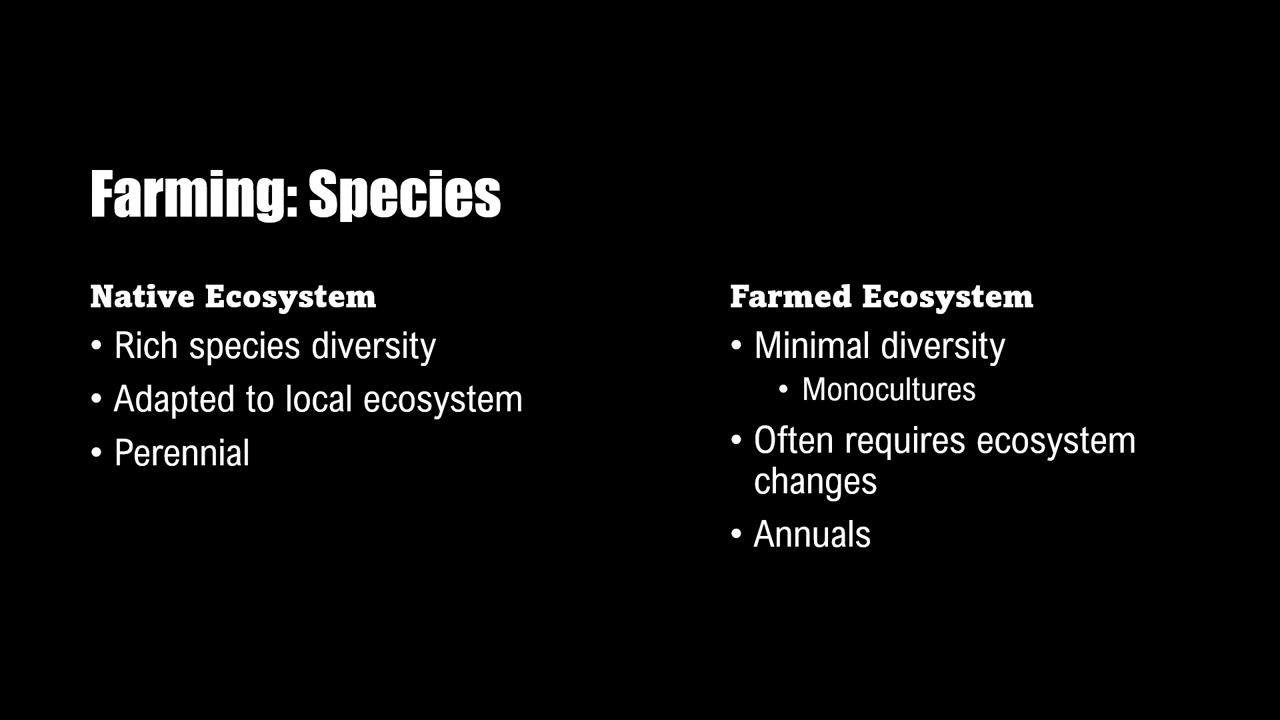 Farming: Species
Native Ecosystem
• Rich species diversity
• Adapted to local ecosystem
• Perennial
Farmed Ecosystem
• Minimal diversity
• Monocultures
• Often requires ecosystem
changes
• Annuals